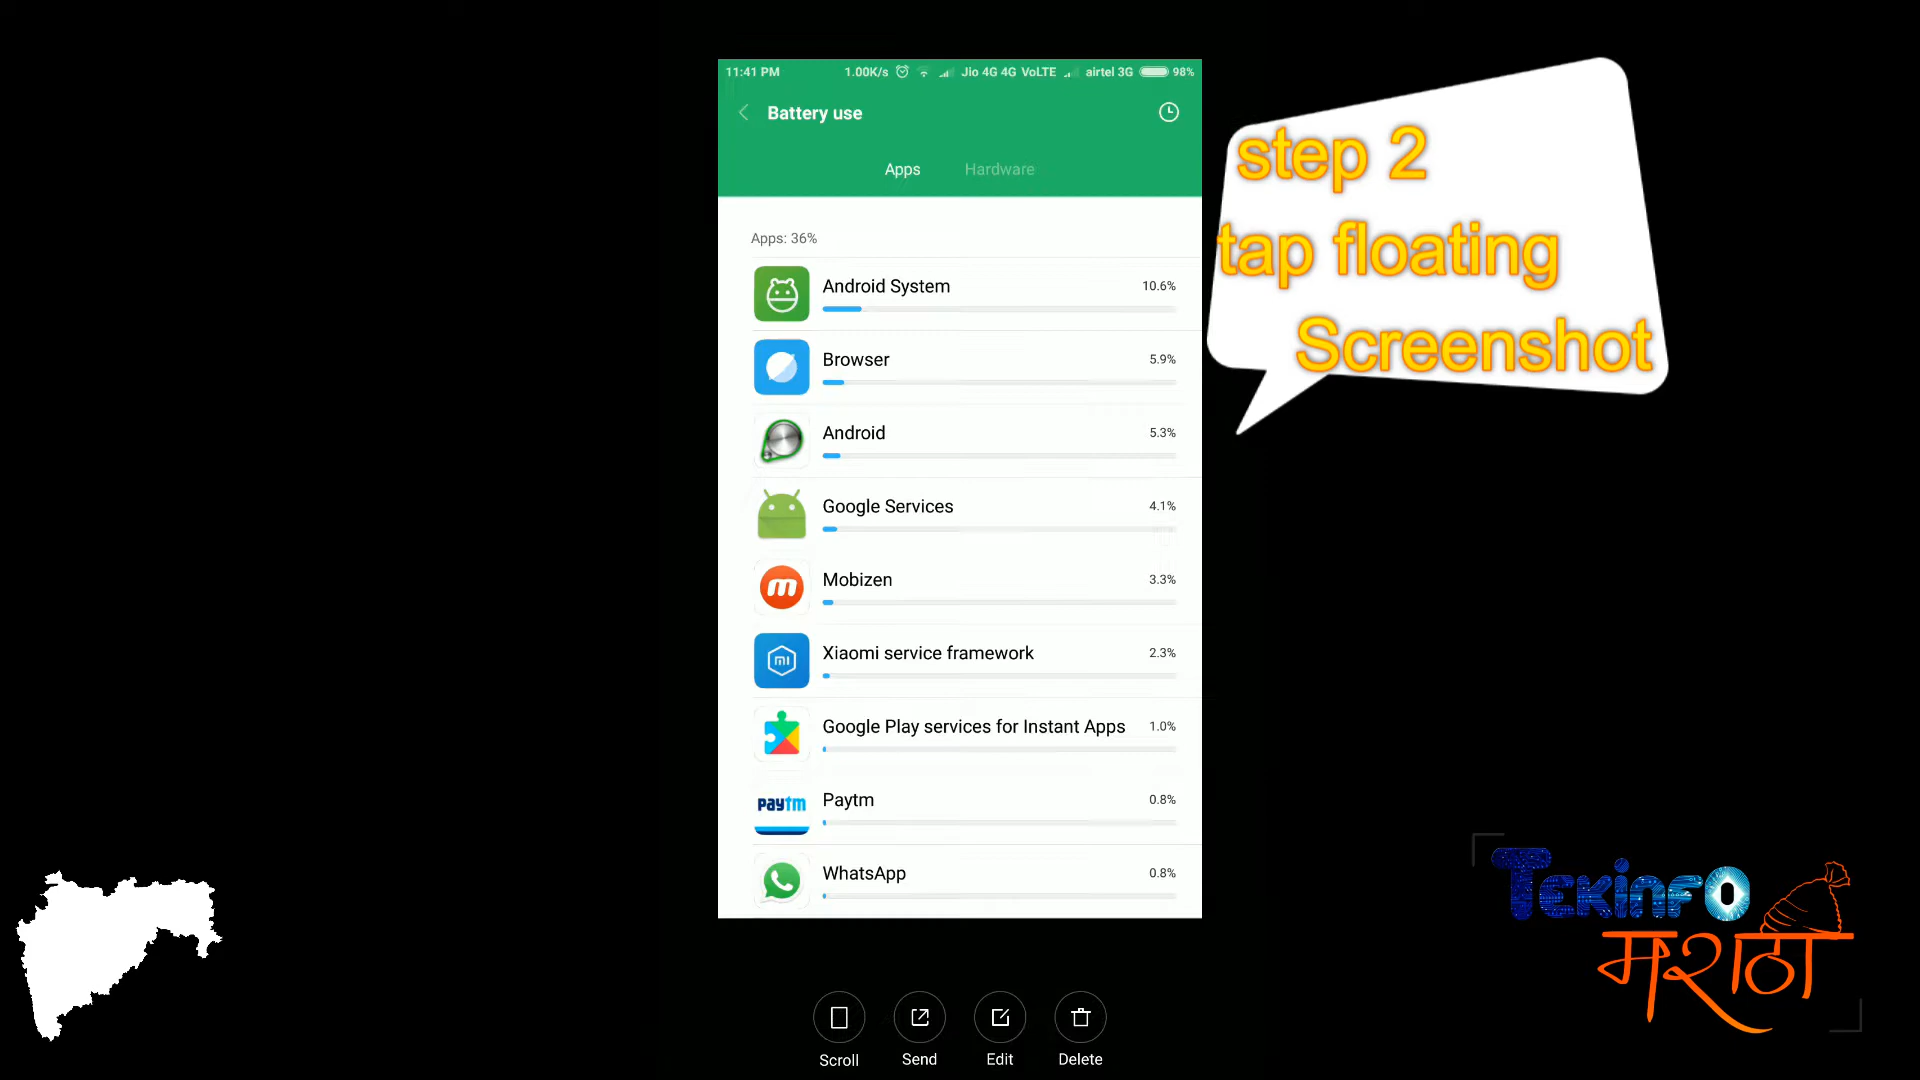 11:41 PM 1.00K/s Jio 4G 4G VoLTE airtel 3G 98%
Battery use
Apps Hardware
Apps: 36%
Android System 10.6%
Browser 5.9%
Android 5.3%
Google Services 4.1%
Mobizen 3.3%
Xiaomi service framework 2.3%
Google Play services for Instant Apps 1.0%
paytm
Paytm 0.8%
WhatsApp 0.8%
Scroll Send Edit Delete
step 2
tap floating
Screenshot
TEKinFO
मराठा